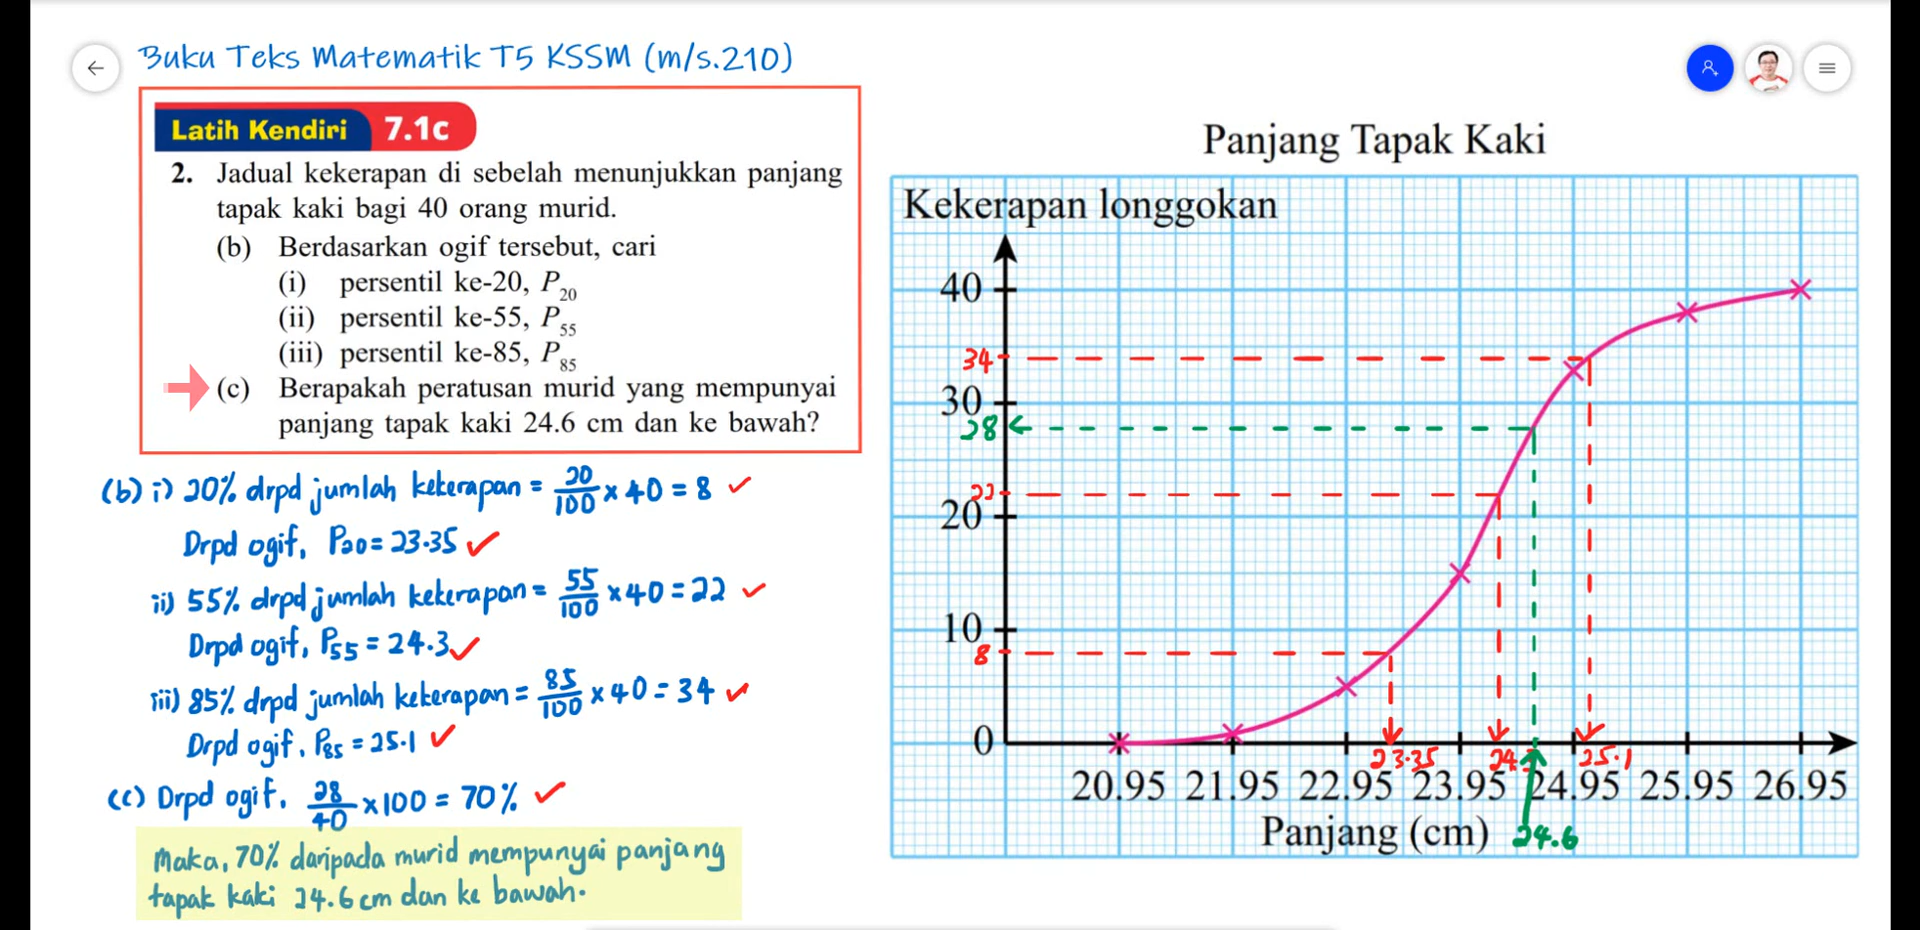 Buku Teks Matematik T5 KSSM (m/s.210)
Latih Kendiri 7.1c
2. Jadual kekerapan di sebelah menunjukkan panjang
tapak kaki bagi 40 orang murid.
(b) Berdasarkan ogif tersebut, cari
(i) persentil ke-20, P20
(ii) persentil ke-55, P55
(iii) persentil ke-85, P85
(c) Berapakah peratusan murid yang mempunyai
panjang tapak kaki 24.6 cm dan ke bawah?
(b) i) 20% drpd jumlah kekerapan = 20/100 × 40 = 8 ✓
Drpd ogif, P20 = 23.35 ✓
ii) 55% drpd jumlah kekerapan = 55/100 × 40 = 22 ✓
Drpd ogif, P55 = 24.3 ✓
iii) 85% drpd jumlah kekerapan = 85/100 × 40 = 34 ✓
Drpd ogif, P85 = 25.1 ✓
(c) Drpd ogif, 28/40 × 100 = 70% ✓
Maka, 70% daripada murid mempunyai panjang
tapak kaki 24.6 cm dan ke bawah.
Panjang Tapak Kaki
Kekerapan longgokan
40
34
30
28
22
20
10
8
0
23.35 24.3 25.1
20.95 21.95 22.95 23.95 24.95 25.95 26.95
Panjang (cm) 24.6